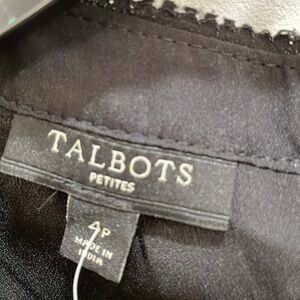 TALBOTS
PETITES
4P
MADE IN
INDIA